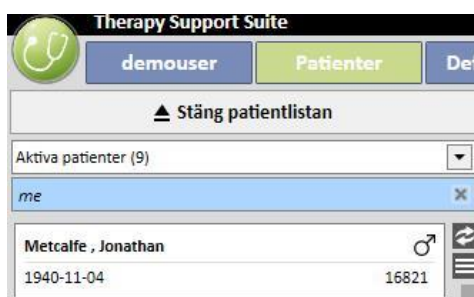 Therapy Support Suite
demouser Patienter
Stäng patientlistan
Aktiva patienter (9)
me
Metcalfe , Jonathan
1940-11-04 16821